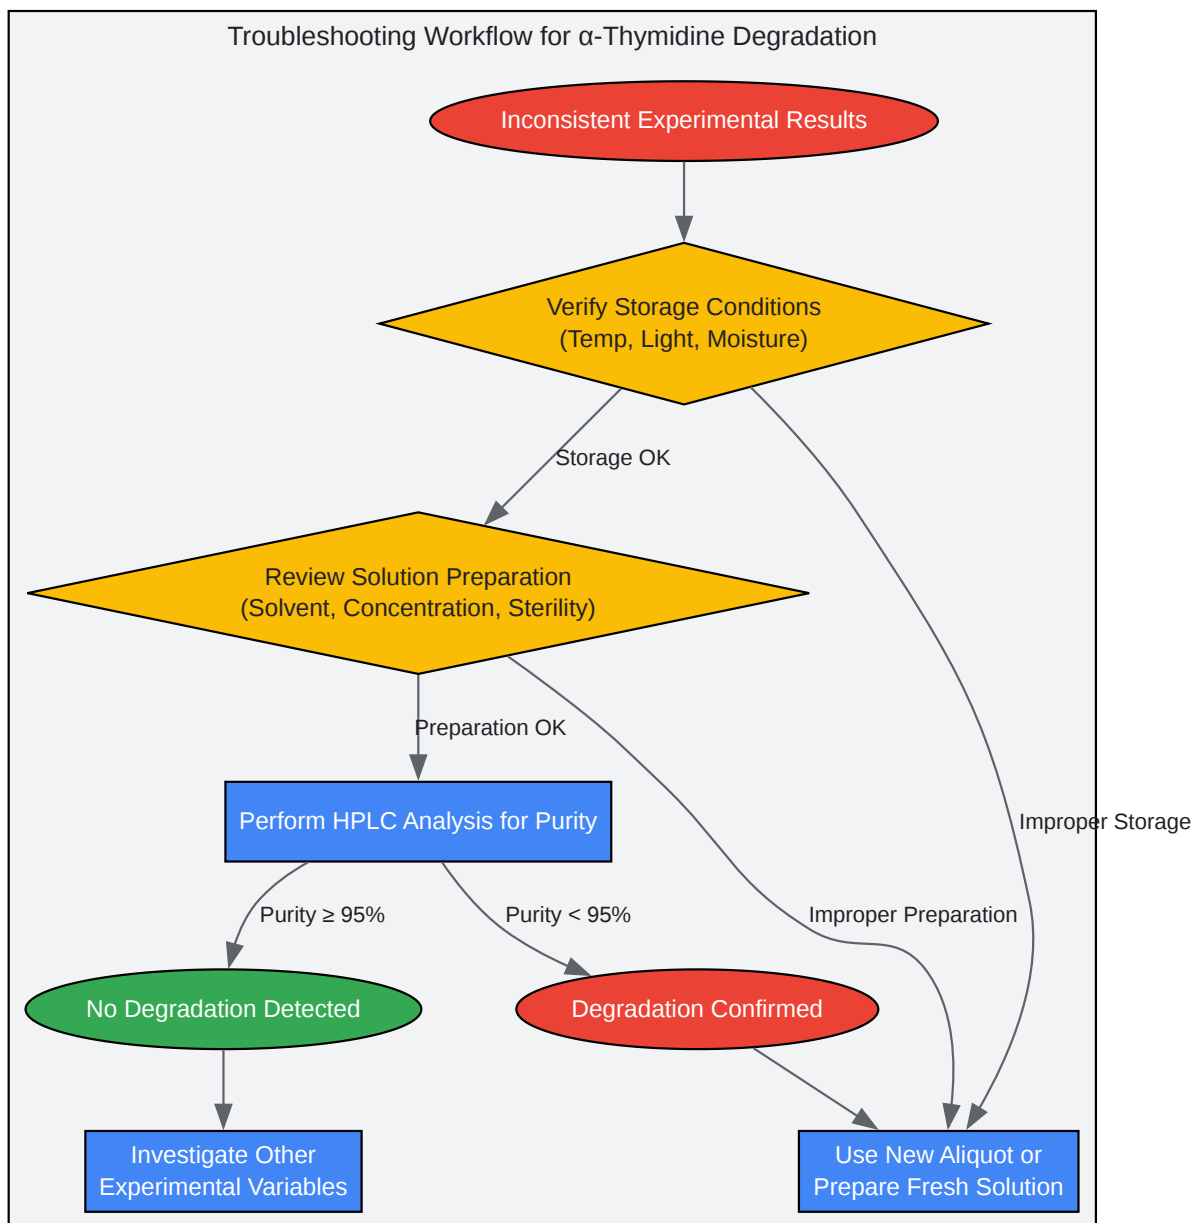 Troubleshooting Workflow for α-Thymidine Degradation
Inconsistent Experimental Results
Verify Storage Conditions
(Temp, Light, Moisture)
Storage OK
Review Solution Preparation
(Solvent, Concentration, Sterility)
Preparation OK
Perform HPLC Analysis for Purity
Improper Storage
Purity ≥ 95%
Purity < 95%
Improper Preparation
No Degradation Detected
Degradation Confirmed
Investigate Other
Experimental Variables
Use New Aliquot or
Prepare Fresh Solution